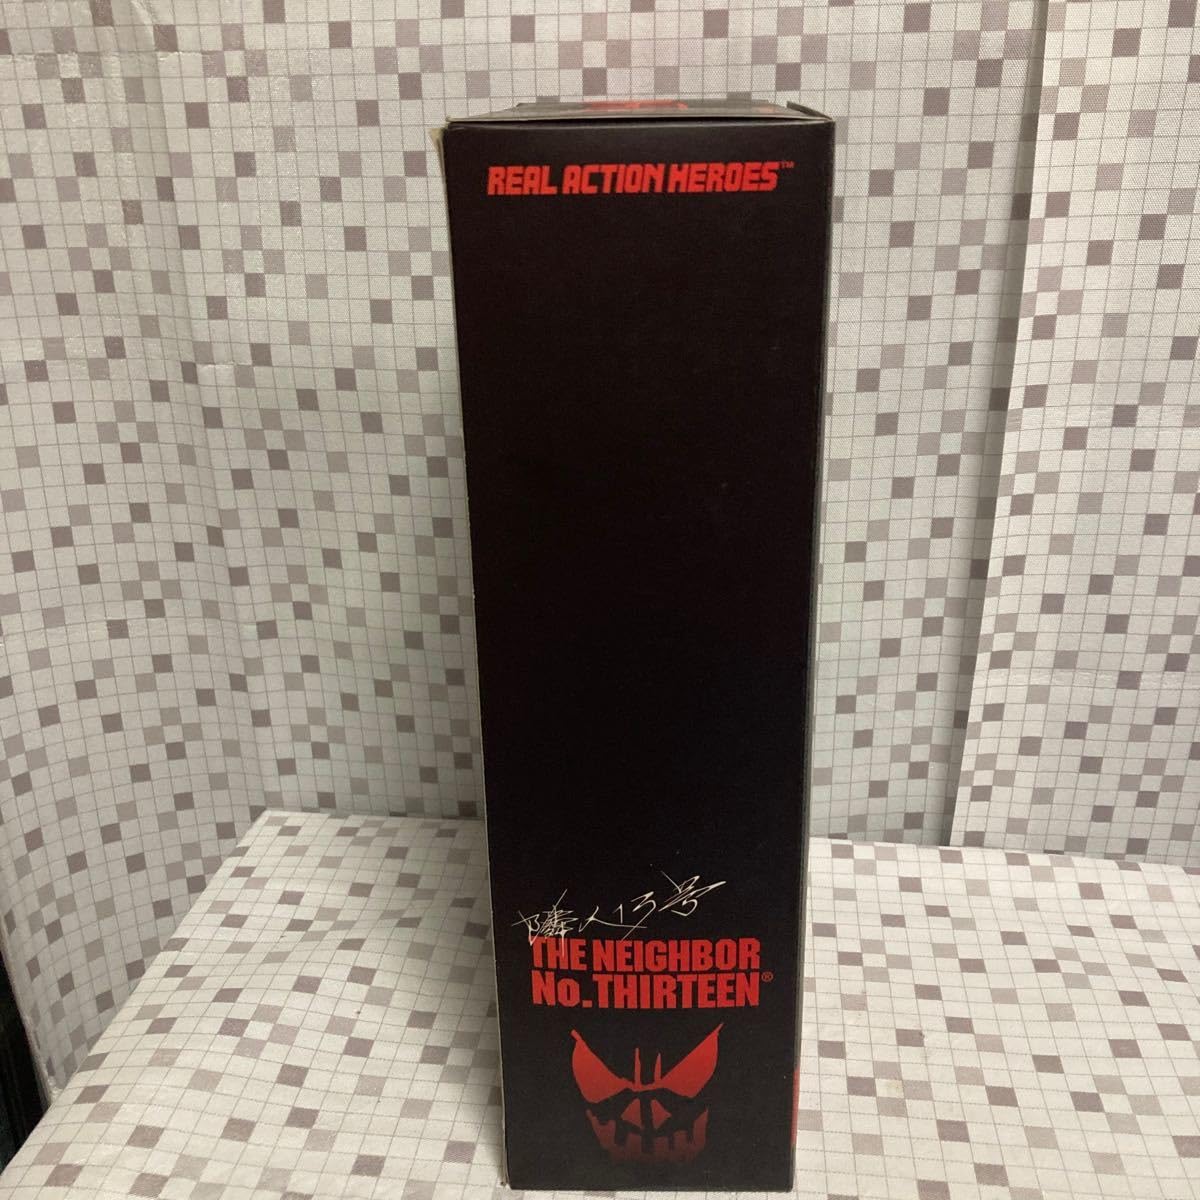 REAL ACTION HEROES™
隣人13号
THE NEIGHBOR
No.THIRTEEN®